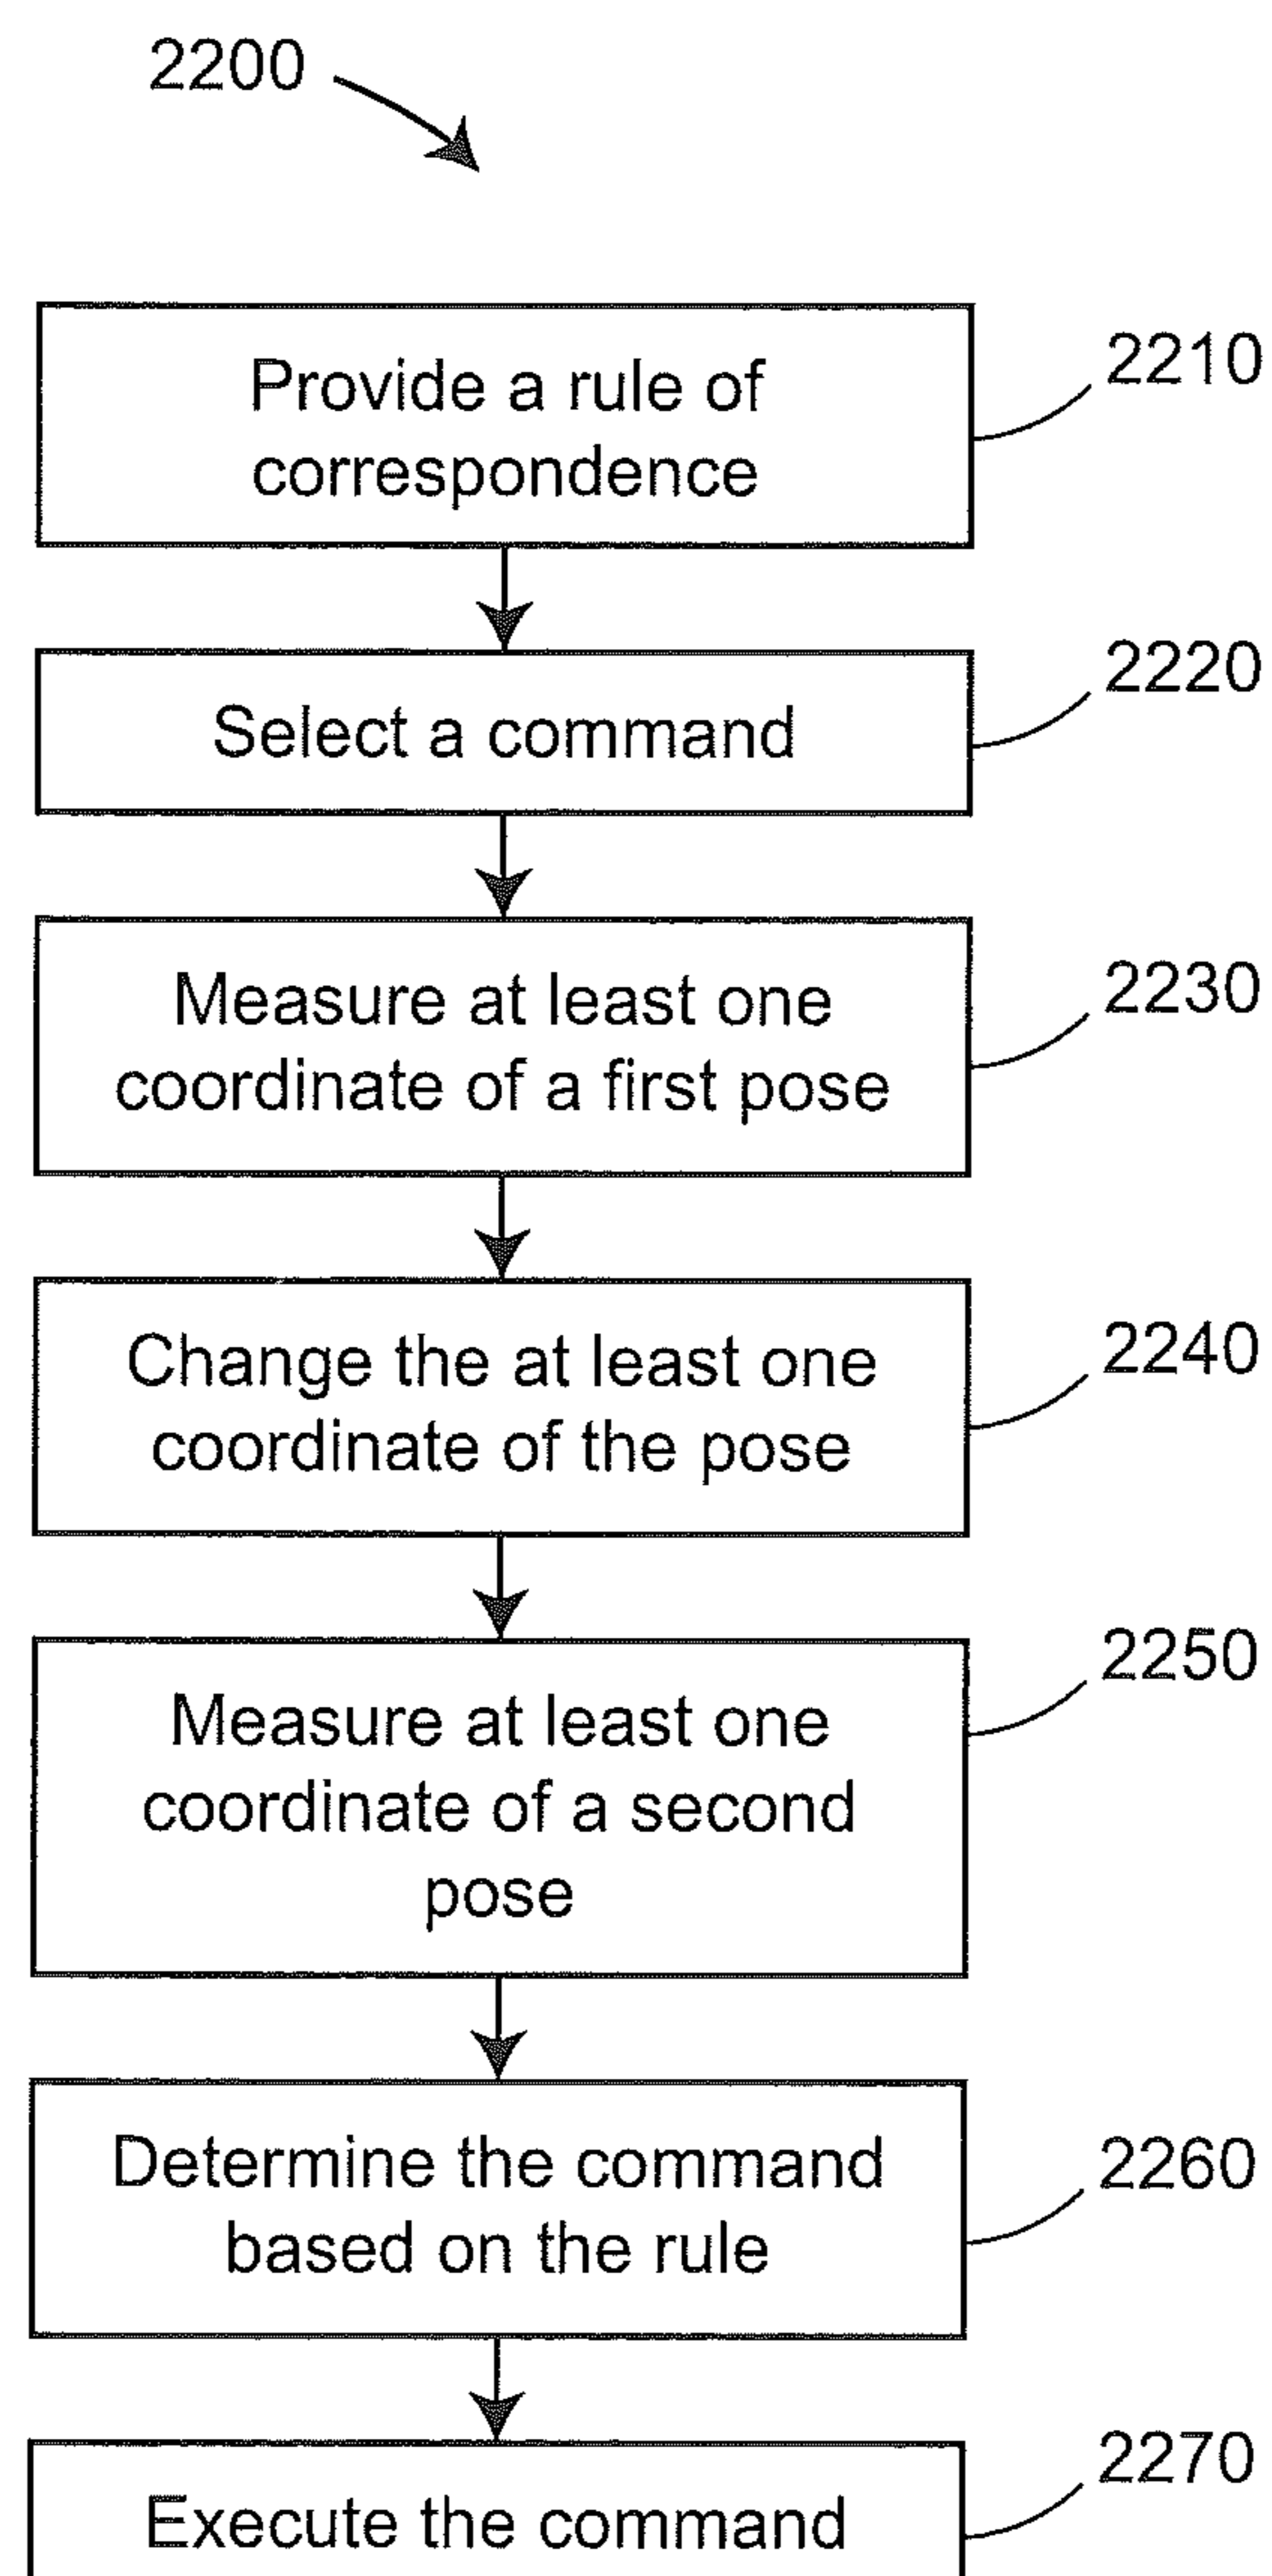 2200
Provide a rule of
correspondence
2210
Select a command
2220
Measure at least one
coordinate of a first pose
2230
Change the at least one
coordinate of the pose
2240
Measure at least one
coordinate of a second
pose
2250
Determine the command
based on the rule
2260
Execute the command
2270